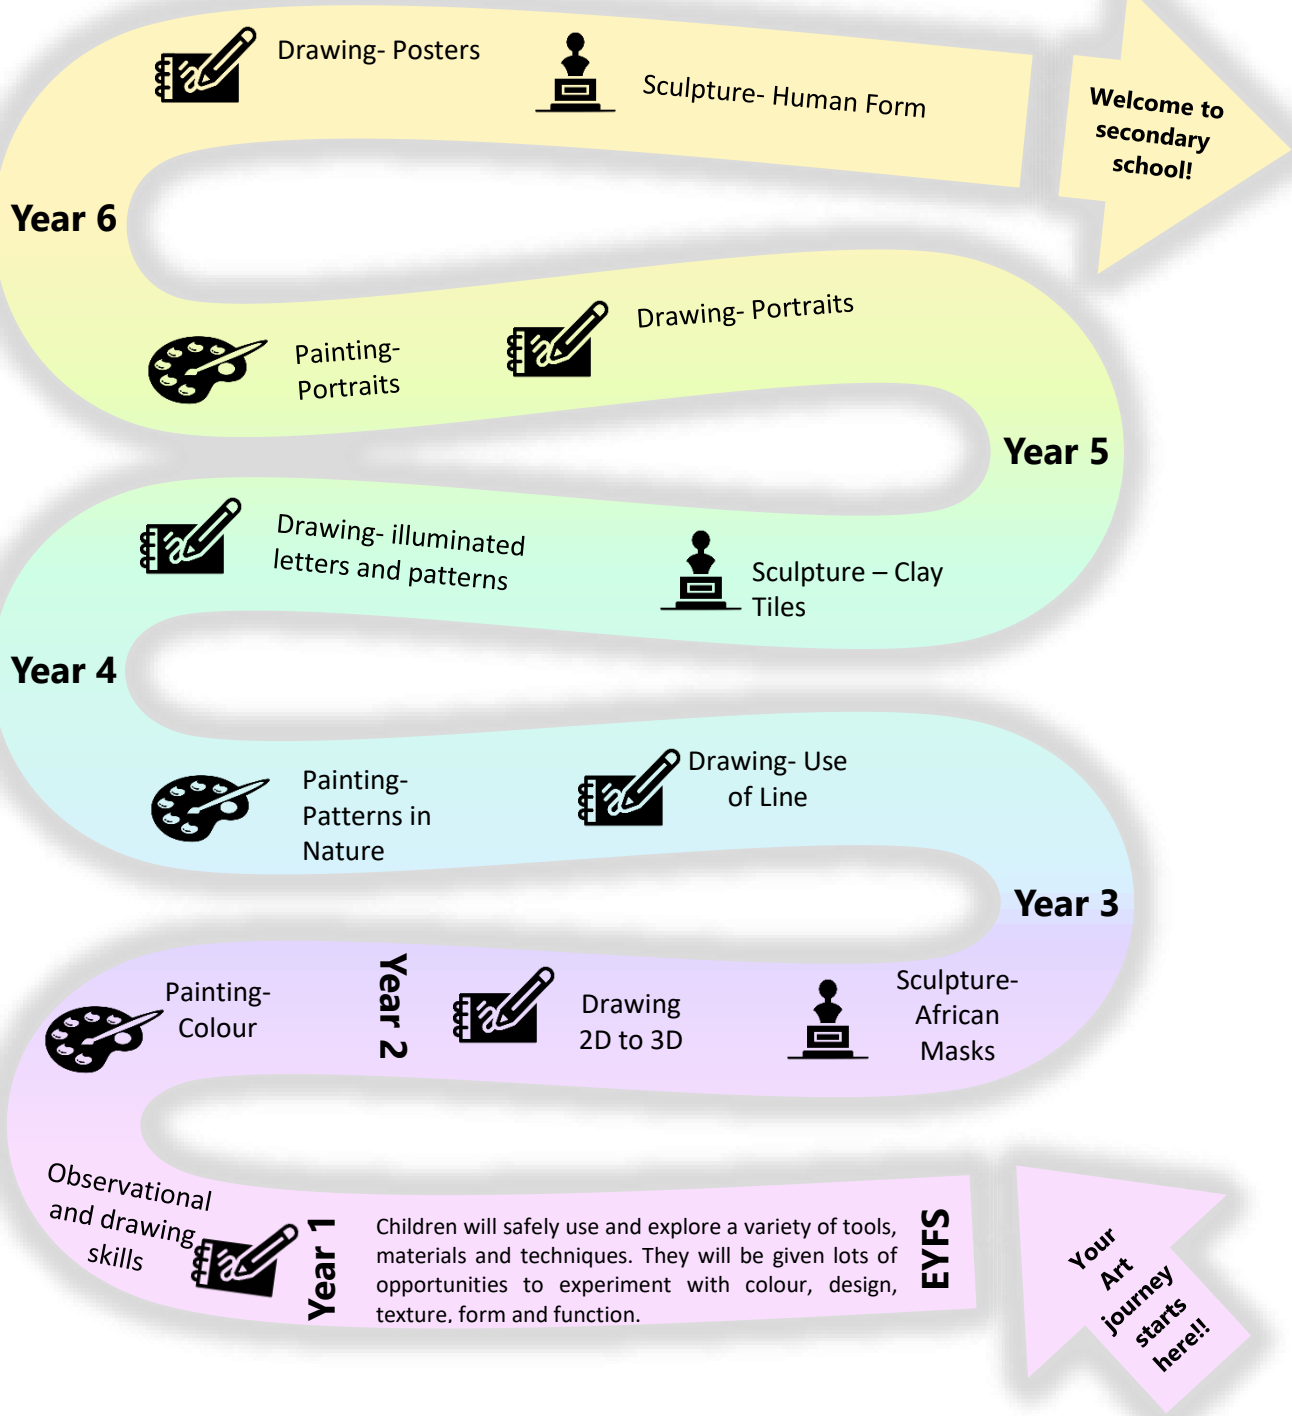 Drawing- Posters
Sculpture- Human Form
Welcome to
secondary
school!
Year 6
Painting-
Portraits
Drawing- Portraits
Year 5
Drawing- illuminated
letters and patterns
Sculpture – Clay
Tiles
Year 4
Painting-
Patterns in
Nature
Drawing- Use
of Line
Year 3
Painting-
Colour
Year 2
Drawing
2D to 3D
Sculpture-
African
Masks
Observational
and drawing
skills
Year 1
Children will safely use and explore a variety of tools,
materials and techniques. They will be given lots of
opportunities to experiment with colour, design,
texture, form and function.
EYFS
Your
Art
journey
starts
here!!